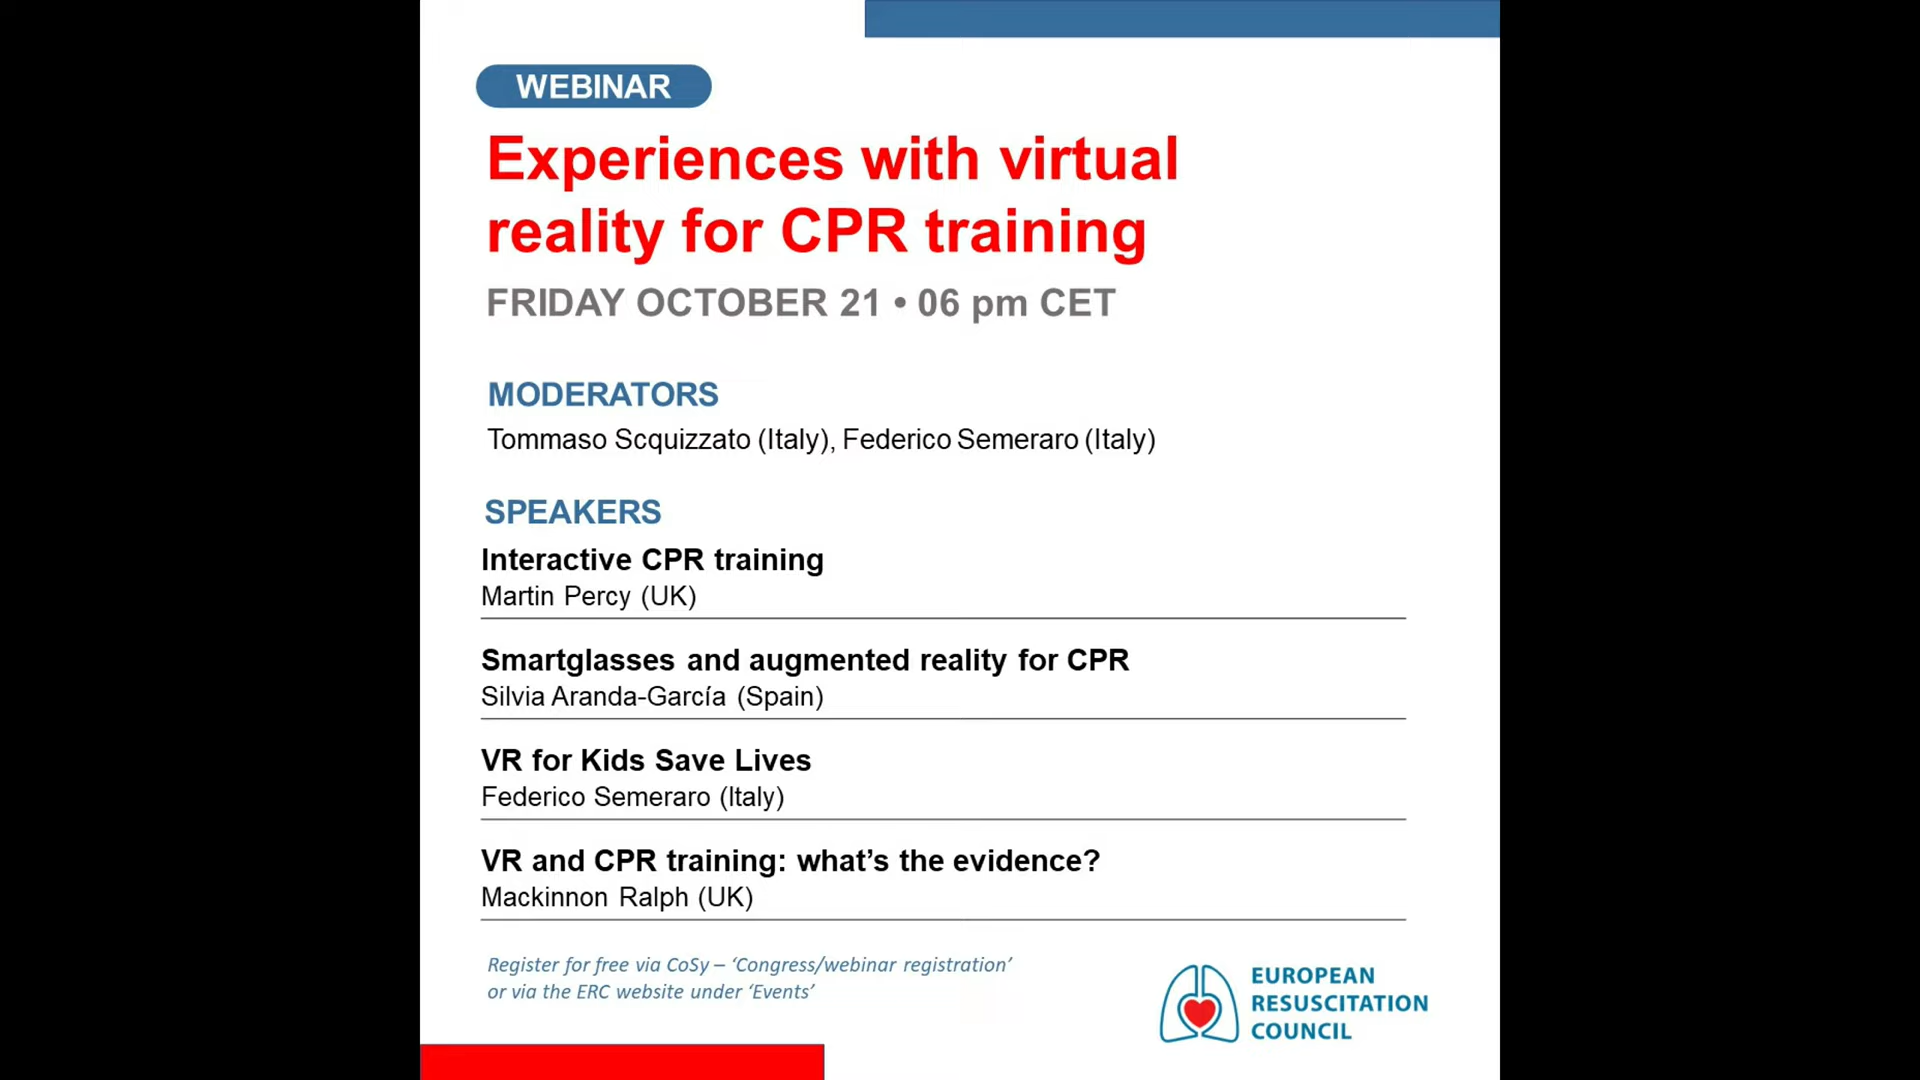 WEBINAR
Experiences with virtual
reality for CPR training
FRIDAY OCTOBER 21 • 06 pm CET
MODERATORS
Tommaso Scquizzato (Italy), Federico Semeraro (Italy)
SPEAKERS
Interactive CPR training
Martin Percy (UK)
Smartglasses and augmented reality for CPR
Silvia Aranda-García (Spain)
VR for Kids Save Lives
Federico Semeraro (Italy)
VR and CPR training: what’s the evidence?
Mackinnon Ralph (UK)
Register for free via CoSy – ‘Congress/webinar registration’
or via the ERC website under ‘Events’
EUROPEAN
RESUSCITATION
COUNCIL